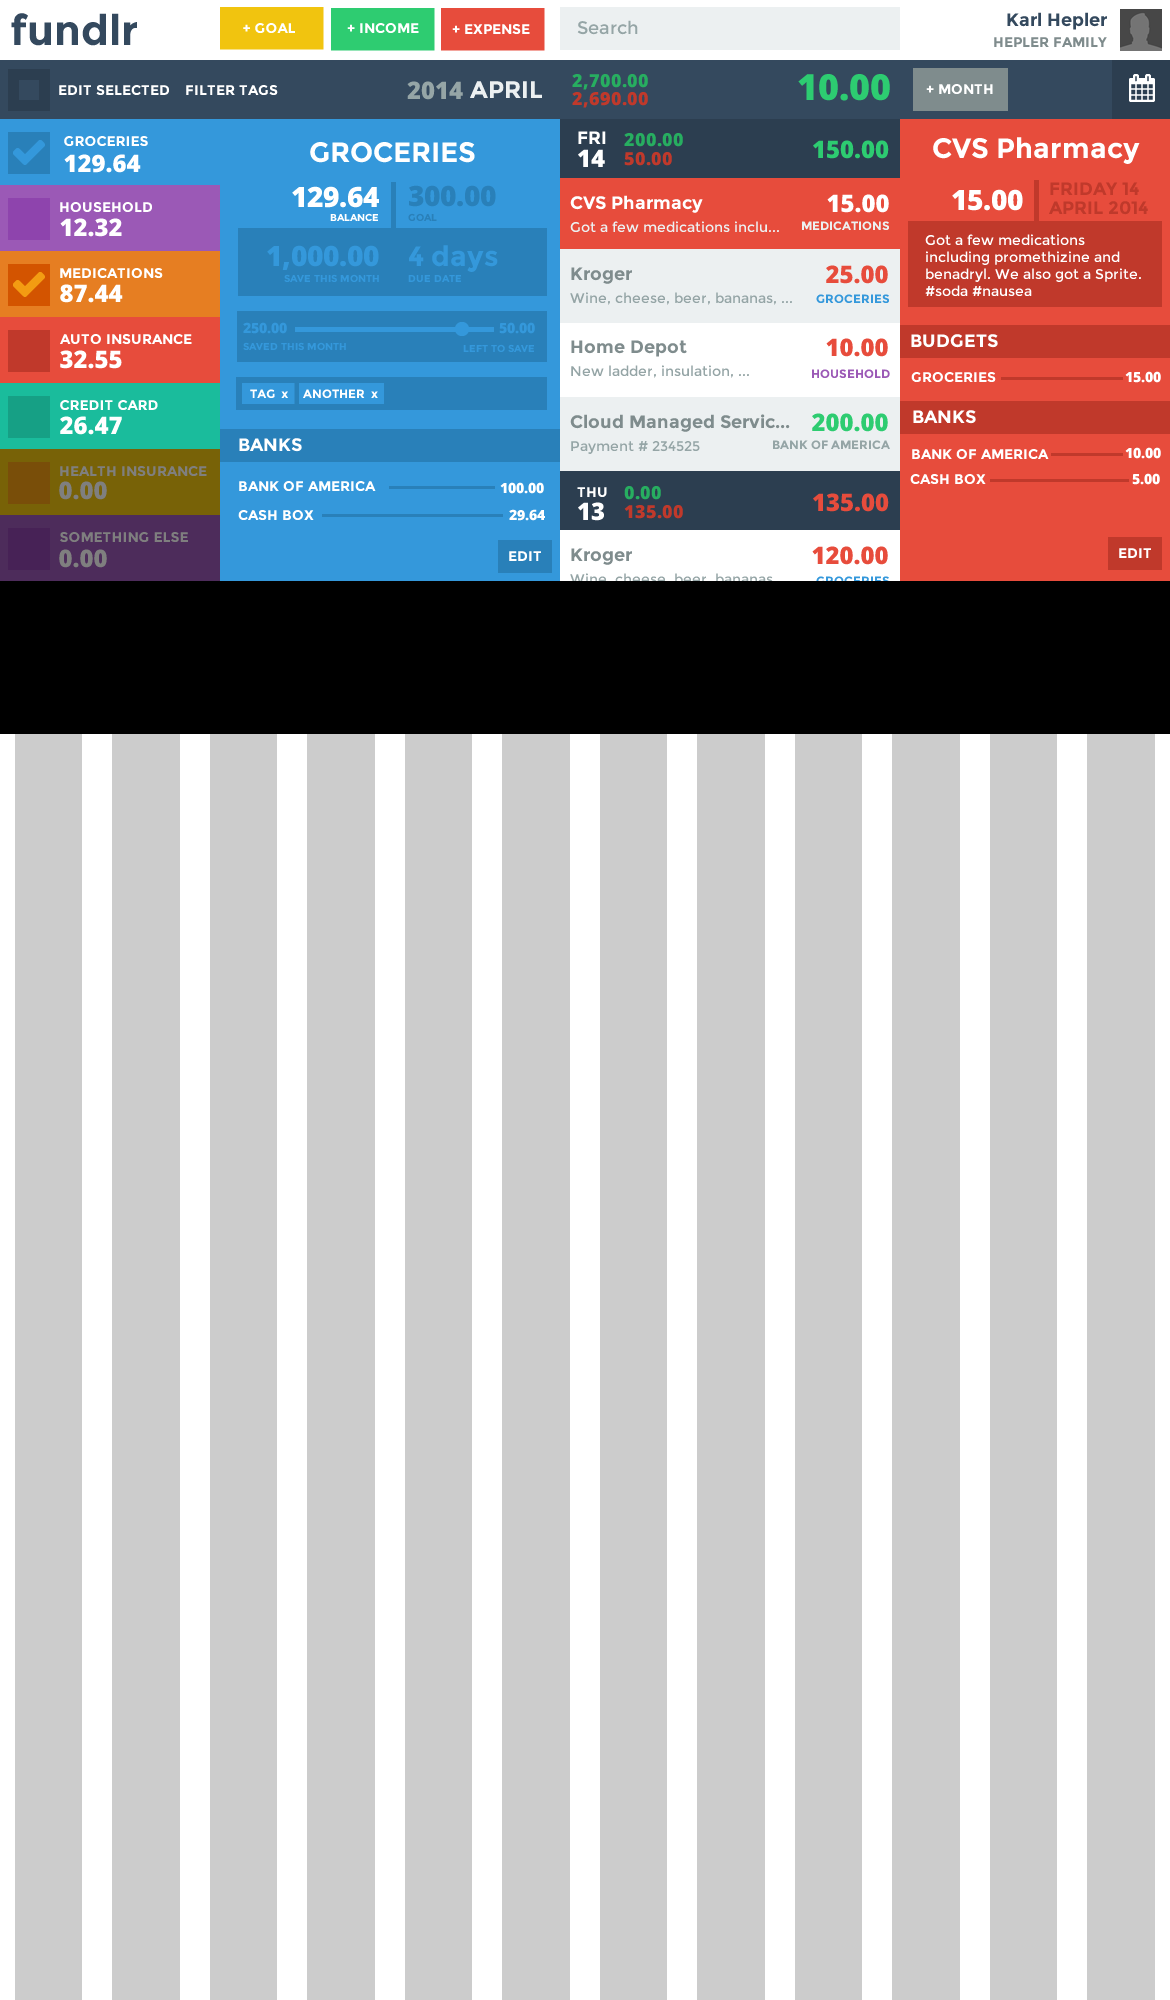 fundlr
+ GOAL
+ INCOME
+ EXPENSE
Search
Karl Hepler
HEPLER FAMILY
EDIT SELECTED
FILTER TAGS
2014 APRIL
2,700.00
2,690.00
10.00
+ MONTH
GROCERIES
129.64
HOUSEHOLD
12.32
MEDICATIONS
87.44
AUTO INSURANCE
32.55
CREDIT CARD
26.47
HEALTH INSURANCE
0.00
SOMETHING ELSE
0.00
GROCERIES
129.64
BALANCE
300.00
GOAL
1,000.00
SAVE THIS MONTH
4 days
DUE DATE
250.00
SAVED THIS MONTH
50.00
LEFT TO SAVE
TAG x
ANOTHER x
BANKS
BANK OF AMERICA 100.00
CASH BOX 29.64
EDIT
FRI
14
200.00
50.00
150.00
CVS Pharmacy 15.00
Got a few medications inclu... MEDICATIONS
Kroger 25.00
Wine, cheese, beer, bananas, ... GROCERIES
Home Depot 10.00
New ladder, insulation, ... HOUSEHOLD
Cloud Managed Servic... 200.00
Payment # 234525 BANK OF AMERICA
THU
13
0.00
135.00
135.00
Kroger 120.00
Wine, cheese, beer, bananas GROCERIES
CVS Pharmacy
15.00
FRIDAY 14
APRIL 2014
Got a few medications
including promethizine and
benadryl. We also got a Sprite.
#soda #nausea
BUDGETS
GROCERIES 15.00
BANKS
BANK OF AMERICA 10.00
CASH BOX 5.00
EDIT